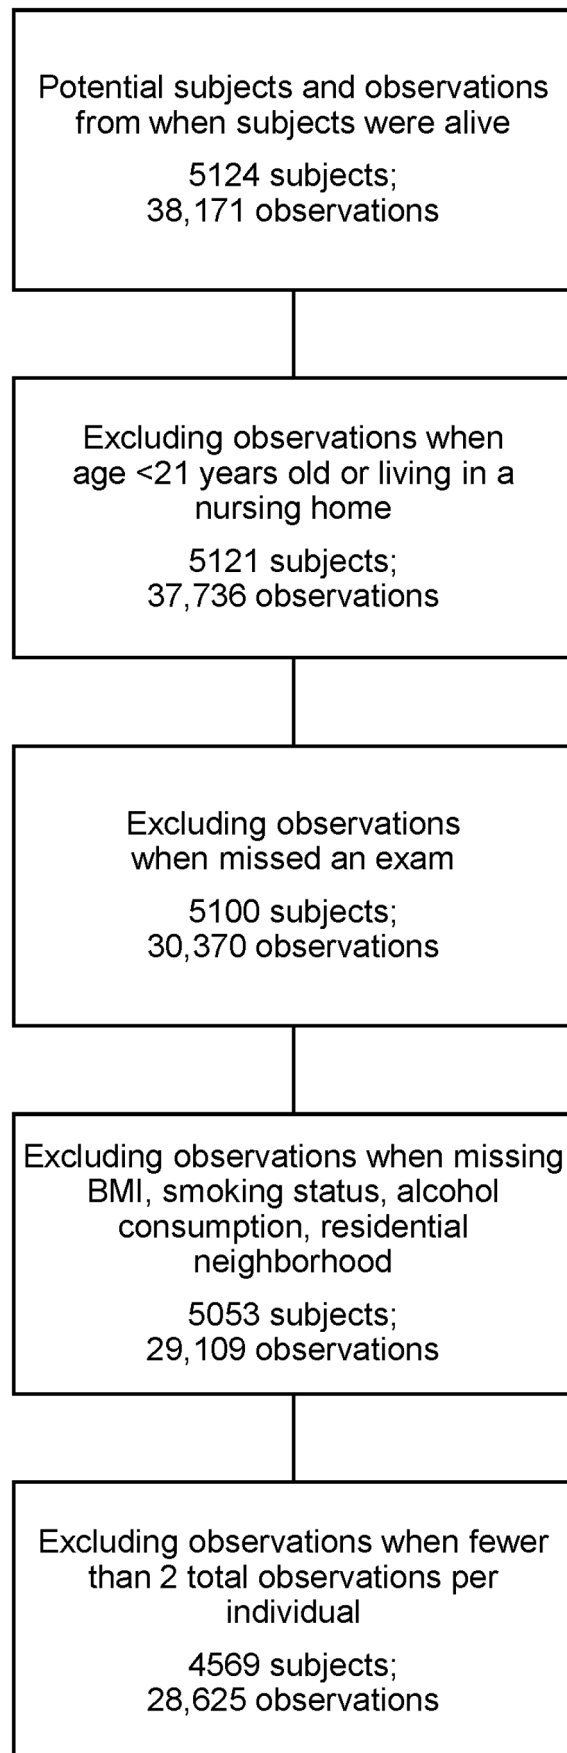 Potential subjects and observations
from when subjects were alive
5124 subjects;
38,171 observations
Excluding observations when
age <21 years old or living in a
nursing home
5121 subjects;
37,736 observations
Excluding observations
when missed an exam
5100 subjects;
30,370 observations
Excluding observations when missing
BMI, smoking status, alcohol
consumption, residential
neighborhood
5053 subjects;
29,109 observations
Excluding observations when fewer
than 2 total observations per
individual
4569 subjects;
28,625 observations